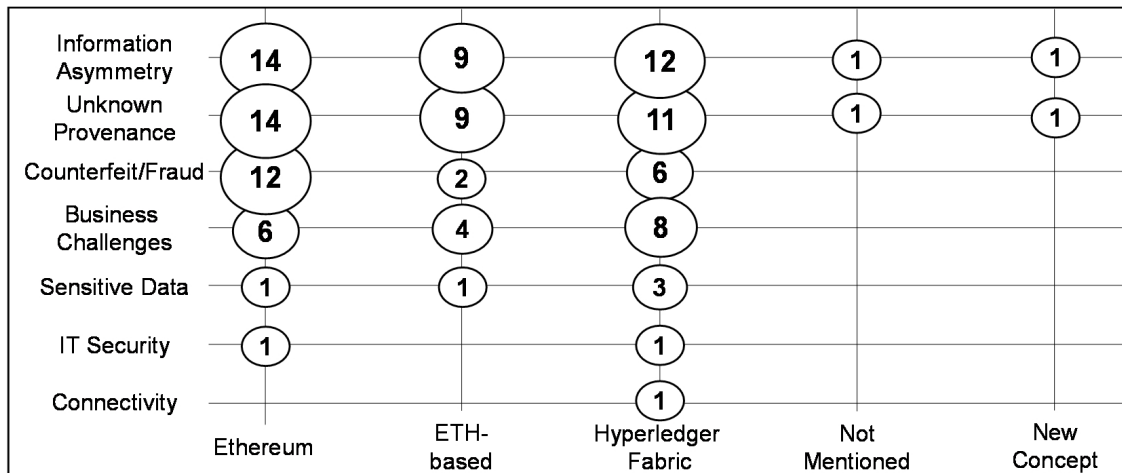 Information
Asymmetry
14
9
12
1
1
Unknown
Provenance
14
9
11
1
1
Counterfeit/Fraud
12
2
6
Business
Challenges
6
4
8
Sensitive Data
1
1
3
IT Security
1
1
Connectivity
1
Ethereum
ETH-
based
Hyperledger
Fabric
Not
Mentioned
New
Concept